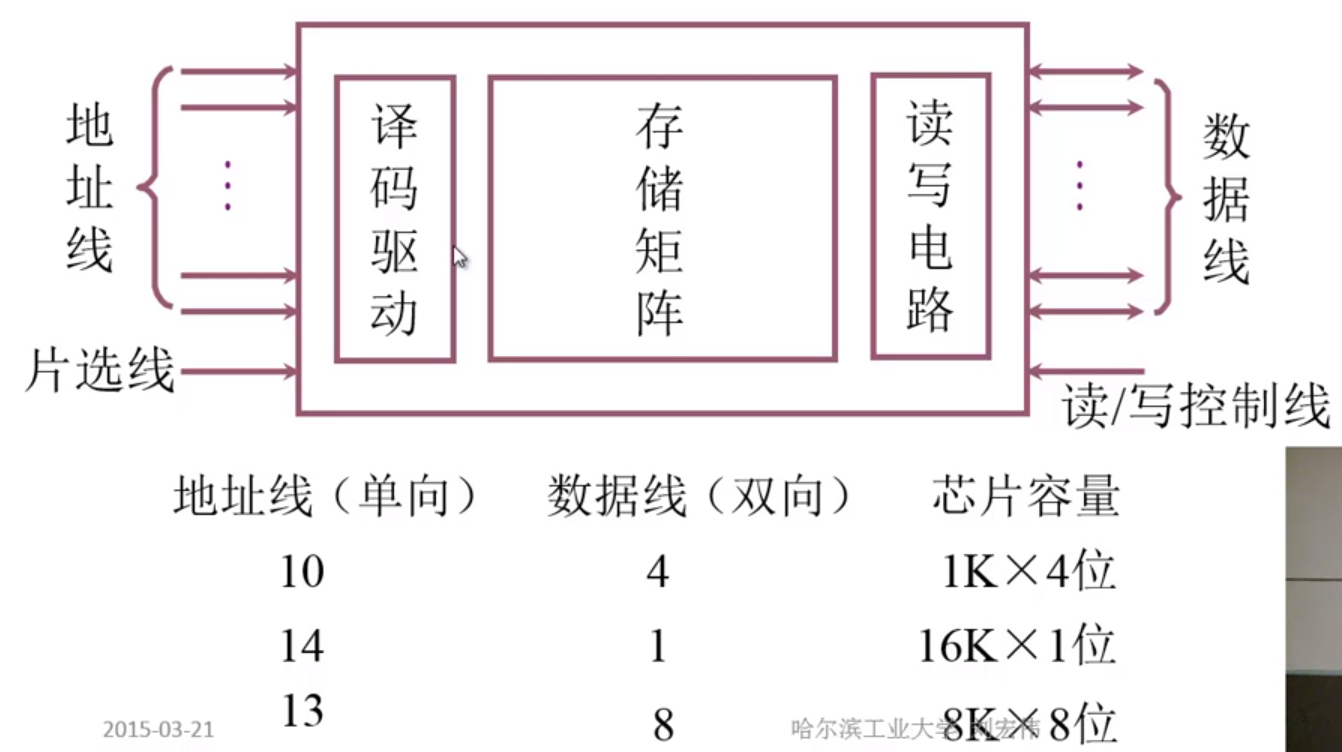 地址线
译码驱动
存储矩阵
读写电路
数据线
片选线
读/写控制线
地址线（单向） 数据线（双向） 芯片容量
10 4 1K×4位
14 1 16K×1位
13 8 8K×8位
2015-03-21 哈尔滨工业大学 刘宏伟